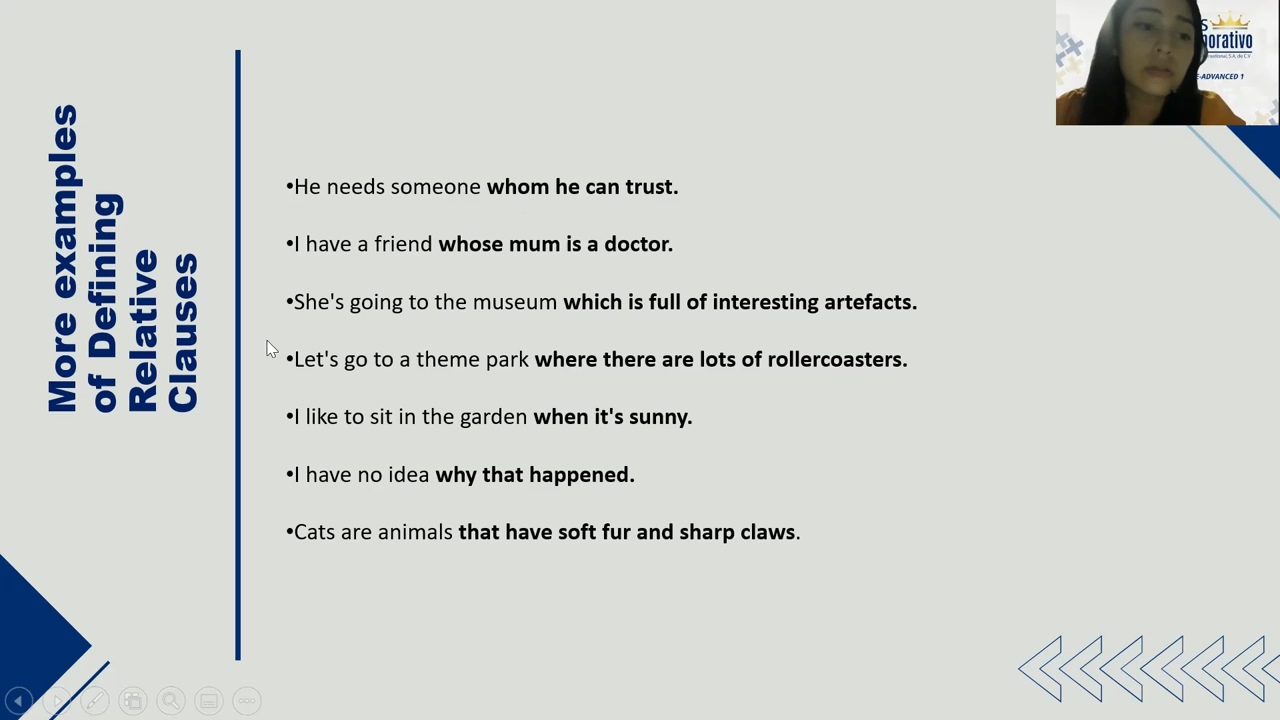 More examples
of Defining
Relative
Clauses
•He needs someone whom he can trust.
•I have a friend whose mum is a doctor.
•She's going to the museum which is full of interesting artefacts.
•Let's go to a theme park where there are lots of rollercoasters.
•I like to sit in the garden when it's sunny.
•I have no idea why that happened.
•Cats are animals that have soft fur and sharp claws.
S
E-ADVANCED 1